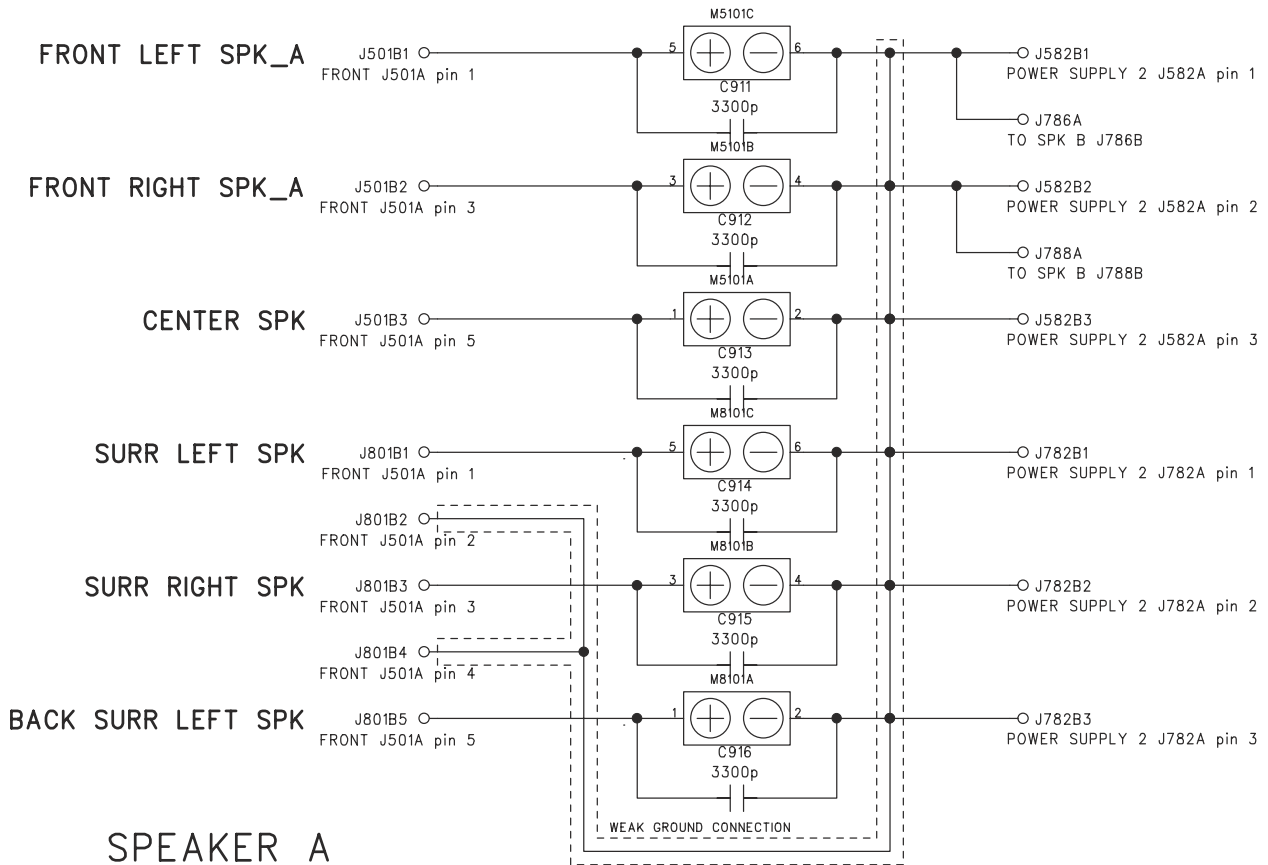 M5101C
FRONT LEFT SPK_A
J501B1
5
6
J582B1
FRONT J501A pin 1
POWER SUPPLY 2 J582A pin 1
C911
3300p
J786A
TO SPK B J786B
M5101B
FRONT RIGHT SPK_A
J501B2
3
4
J582B2
FRONT J501A pin 3
POWER SUPPLY 2 J582A pin 2
C912
3300p
J788A
TO SPK B J788B
M5101A
CENTER SPK
J501B3
1
2
J582B3
FRONT J501A pin 5
POWER SUPPLY 2 J582A pin 3
C913
3300p
M8101C
SURR LEFT SPK
J801B1
5
6
J782B1
FRONT J501A pin 1
POWER SUPPLY 2 J782A pin 1
C914
3300p
J801B2
FRONT J501A pin 2
M8101B
SURR RIGHT SPK
J801B3
3
4
J782B2
FRONT J501A pin 3
POWER SUPPLY 2 J782A pin 2
C915
3300p
J801B4
FRONT J501A pin 4
M8101A
BACK SURR LEFT SPK
J801B5
1
2
J782B3
FRONT J501A pin 5
POWER SUPPLY 2 J782A pin 3
C916
3300p
WEAK GROUND CONNECTION
SPEAKER A